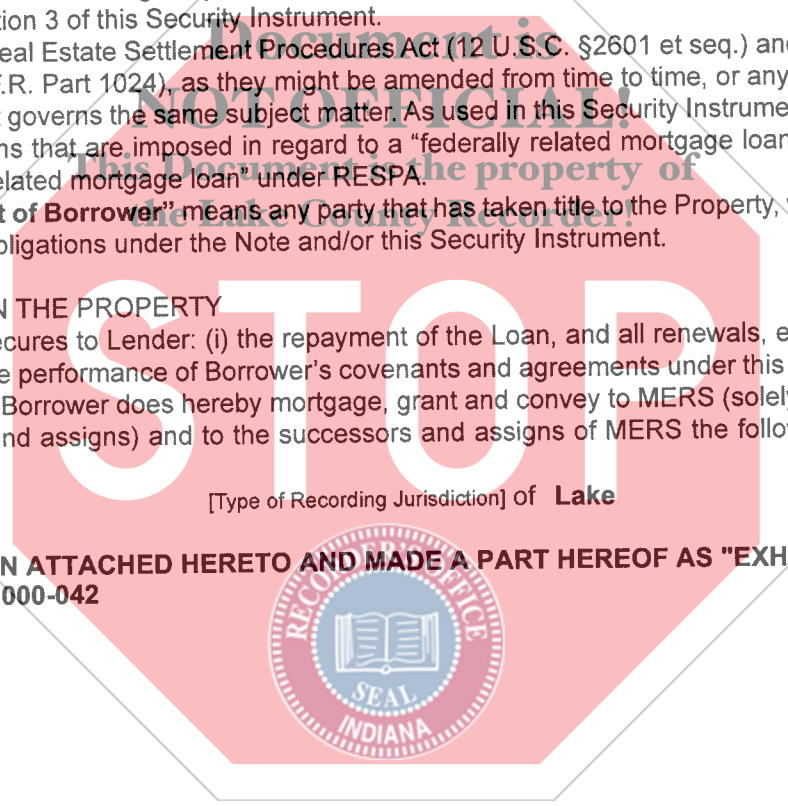 tion 3 of this Security Instrument.
eal Estate Settlement Procedures Act (12 U.S.C. §2601 et seq.) and
F.R. Part 1024), as they might be amended from time to time, or any
t governs the same subject matter. As used in this Security Instrume
ns that are imposed in regard to a “federally related mortgage loan
elated mortgage loan" under RESPA.
t of Borrower” means any party that has taken title to the Property,
bligations under the Note and/or this Security Instrument.
N THE PROPERTY
ecures to Lender: (i) the repayment of the Loan, and all renewals, e
e performance of Borrower’s covenants and agreements under this
Borrower does hereby mortgage, grant and convey to MERS (solely
nd assigns) and to the successors and assigns of MERS the follo
[Type of Recording Jurisdiction] of Lake
N ATTACHED HERETO AND MADE A PART HEREOF AS "EXH
000-042
Document is
NOT OFFICIAL!
This Document is the property of
the Lake County Recorder!
STOP
RECORDER'S OFFICE
SEAL
INDIANA